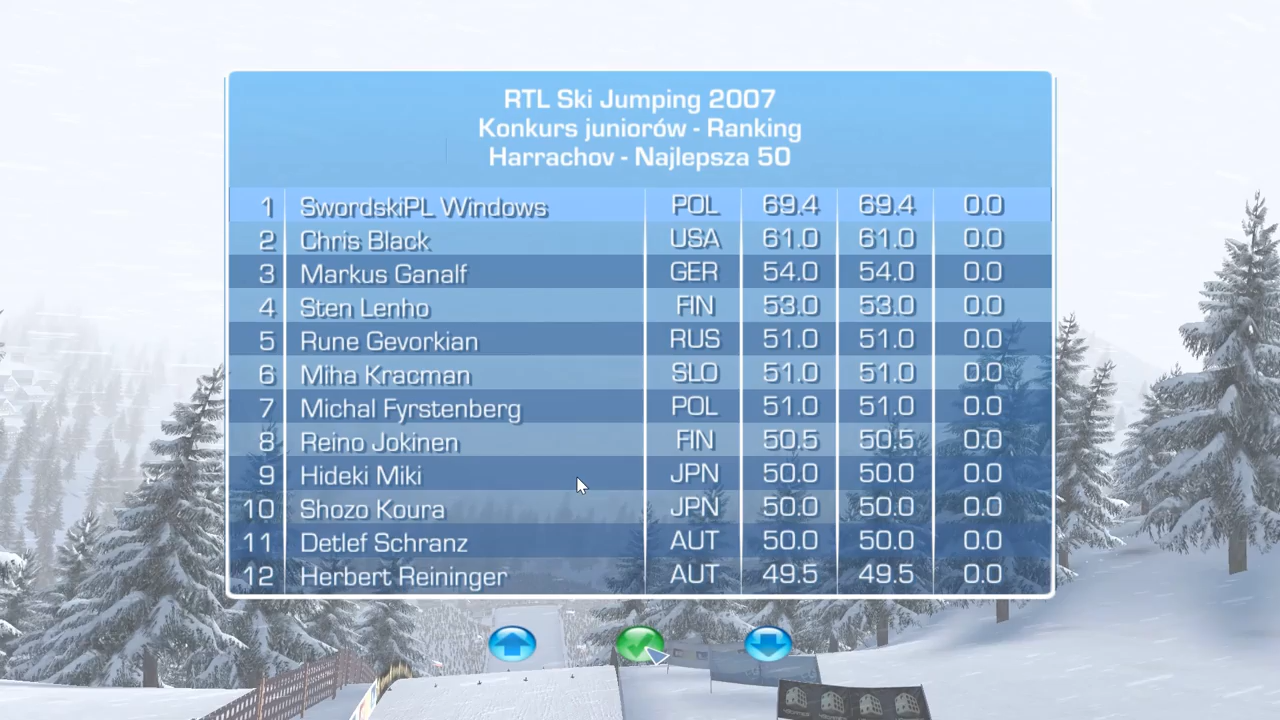 RTL Ski Jumping 2007
Konkurs juniorów - Ranking
Harrachov - Najlepsza 50
1 SwordskiPL Windows POL 69.4 69.4 0.0
2 Chris Black USA 61.0 61.0 0.0
3 Markus Ganalf GER 54.0 54.0 0.0
4 Sten Lenho FIN 53.0 53.0 0.0
5 Rune Gevorkian RUS 51.0 51.0 0.0
6 Miha Kracman SLO 51.0 51.0 0.0
7 Michal Fyrstenberg POL 51.0 51.0 0.0
8 Reino Jokinen FIN 50.5 50.5 0.0
9 Hideki Miki JPN 50.0 50.0 0.0
10 Shozo Koura JPN 50.0 50.0 0.0
11 Detlef Schranz AUT 50.0 50.0 0.0
12 Herbert Reininger AUT 49.5 49.5 0.0